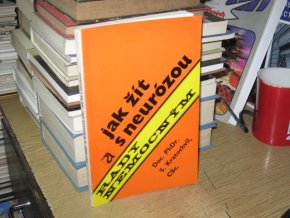 jak žít
s neurózou
RADY
NEMOCNÝM
Doc. PhDr.
S. Kratochvíl,
CSc.